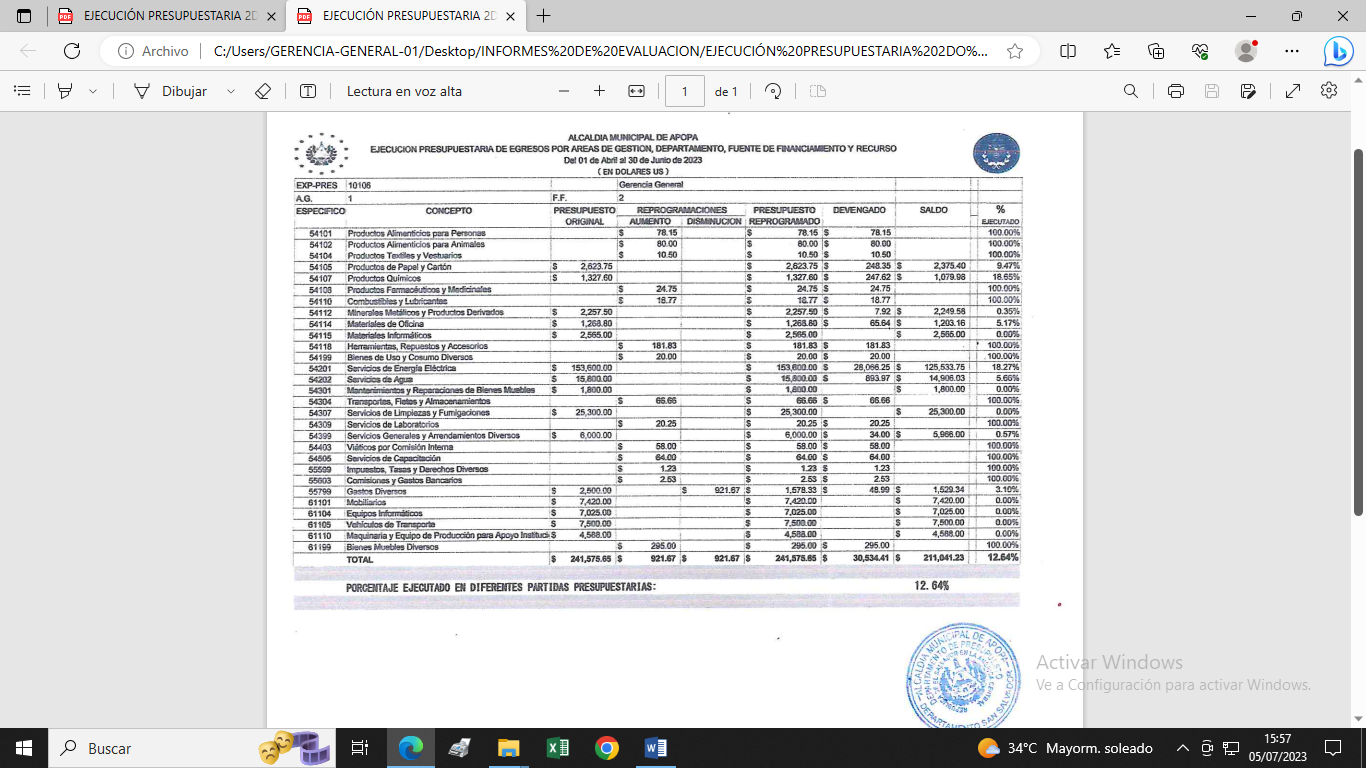 EJECUCIÓN PRESUPUESTARIA 2D
EJECUCIÓN PRESUPUESTARIA 2D
Archivo C:/Users/GERENCIA-GENERAL-01/Desktop/INFORMES%20DE%20EVALUACION/EJECUCIÓN%20PRESUPUESTARIA%202DO%...
Dibujar Lectura en voz alta 1 de 1
ALCALDIA MUNICIPAL DE APOPA
EJECUCION PRESUPUESTARIA DE EGRESOS POR AREAS DE GESTION, DEPARTAMENTO, FUENTE DE FINANCIAMIENTO Y RECURSO
Del 01 de Abril al 30 de Junio de 2023
( EN DOLARES US )
EXP-PRES 10106 Gerencia General
A.G. 1 F.F. 2
ESPECIFICO CONCEPTO PRESUPUESTO REPROGRAMACIONES PRESUPUESTO DEVENGADO SALDO %
ORIGINAL AUMENTO DISMINUCION REPROGRAMADO EJECUTADO
54101 Productos Alimenticios para Personas $ 78.15 $ 78.15 $ 78.15 100.00%
54102 Productos Alimenticios para Animales $ 80.00 $ 80.00 $ 80.00 100.00%
54104 Productos Textiles y Vestuarios $ 10.50 $ 10.50 $ 10.50 100.00%
54105 Productos de Papel y Cartón $ 2,623.75 $ 2,623.75 $ 248.35 $ 2,375.40 9.47%
54107 Productos Químicos $ 1,327.60 $ 1,327.60 $ 247.62 $ 1,079.98 18.65%
54108 Productos Farmacéuticos y Medicinales $ 24.75 $ 24.75 $ 24.75 100.00%
54110 Combustibles y Lubricantes $ 18.77 $ 18.77 $ 18.77 100.00%
54112 Minerales Metálicos y Productos Derivados $ 2,257.50 $ 2,257.50 $ 7.92 $ 2,249.58 0.35%
54114 Materiales de Oficina $ 1,268.80 $ 1,268.80 $ 65.64 $ 1,203.16 5.17%
54115 Materiales Informáticos $ 2,565.00 $ 2,565.00 $ 2,565.00 0.00%
54118 Herramientas, Repuestos y Accesorios $ 181.83 $ 181.83 $ 181.83 100.00%
54199 Bienes de Uso y Cosumo Diversos $ 20.00 $ 20.00 $ 20.00 100.00%
54201 Servicios de Energía Eléctrica $ 153,600.00 $ 153,600.00 $ 28,066.25 $ 125,533.75 18.27%
54202 Servicios de Agua $ 15,800.00 $ 15,800.00 $ 893.97 $ 14,906.03 5.66%
54301 Mantenimientos y Reparaciones de Bienes Muebles $ 1,800.00 $ 1,800.00 $ 1,800.00 0.00%
54304 Transportes, Fletes y Almacenamientos $ 66.66 $ 66.66 $ 66.66 100.00%
54307 Servicios de Limpiezas y Fumigaciones $ 25,300.00 $ 25,300.00 $ 25,300.00 0.00%
54309 Servicios de Laboratorios $ 20.25 $ 20.25 $ 20.25 100.00%
54399 Servicios Generales y Arrendamientos Diversos $ 6,000.00 $ 6,000.00 $ 34.00 $ 5,966.00 0.57%
54403 Viáticos por Comisión Interna $ 58.00 $ 58.00 $ 58.00 100.00%
54505 Servicios de Capacitación $ 64.00 $ 64.00 $ 64.00 100.00%
55599 Impuestos, Tasas y Derechos Diversos $ 1.23 $ 1.23 $ 1.23 100.00%
55603 Comisiones y Gastos Bancarios $ 2.53 $ 2.53 $ 2.53 100.00%
55799 Gastos Diversos $ 2,500.00 $ 921.67 $ 1,578.33 $ 48.99 $ 1,529.34 3.10%
61101 Mobiliarios $ 7,420.00 $ 7,420.00 $ 7,420.00 0.00%
61104 Equipos Informáticos $ 7,025.00 $ 7,025.00 $ 7,025.00 0.00%
61105 Vehículos de Transporte $ 7,500.00 $ 7,500.00 $ 7,500.00 0.00%
61110 Maquinaria y Equipo de Producción para Apoyo Instituci $ 4,588.00 $ 4,588.00 $ 4,588.00 0.00%
61199 Bienes Muebles Diversos $ 295.00 $ 295.00 $ 295.00 100.00%
TOTAL $ 241,575.65 $ 921.67 $ 921.67 $ 241,575.65 $ 30,534.41 $ 211,041.23 12.64%
PORCENTAJE EJECUTADO EN DIFERENTES PARTIDAS PRESUPUESTARIAS: 12.64%
ALCALDIA MUNICIPAL DE APOPA
DEPARTAMENTO DE PRESUPUESTO
DEPARTAMENTO SAN SALVADOR
Activar Windows
Ve a Configuración para activar Windows.
Buscar
34°C Mayorm. soleado
15:57
05/07/2023